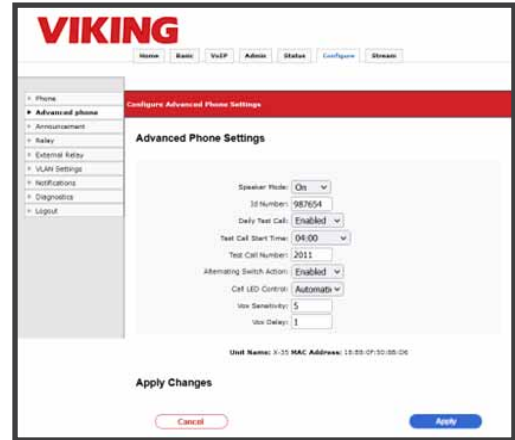 VIKING
Home Basic VoIP Admin Status Configure Stream
Phone
Advanced phone
Announcement
Relay
External Relay
VLAN Settings
Notifications
Diagnostics
Logout
Configure Advanced Phone Settings
Advanced Phone Settings
Speaker Mode: On
Id Number: 987654
Daily Test Call: Enabled
Test Call Start Time: 04:00
Test Call Number: 2011
Alternating Switch Action: Enabled
Call LED Control: Automatic
Vox Sensitivity: 5
Vox Delay: 1
Unit Name: X-35 MAC Address:
Apply Changes
Cancel Apply